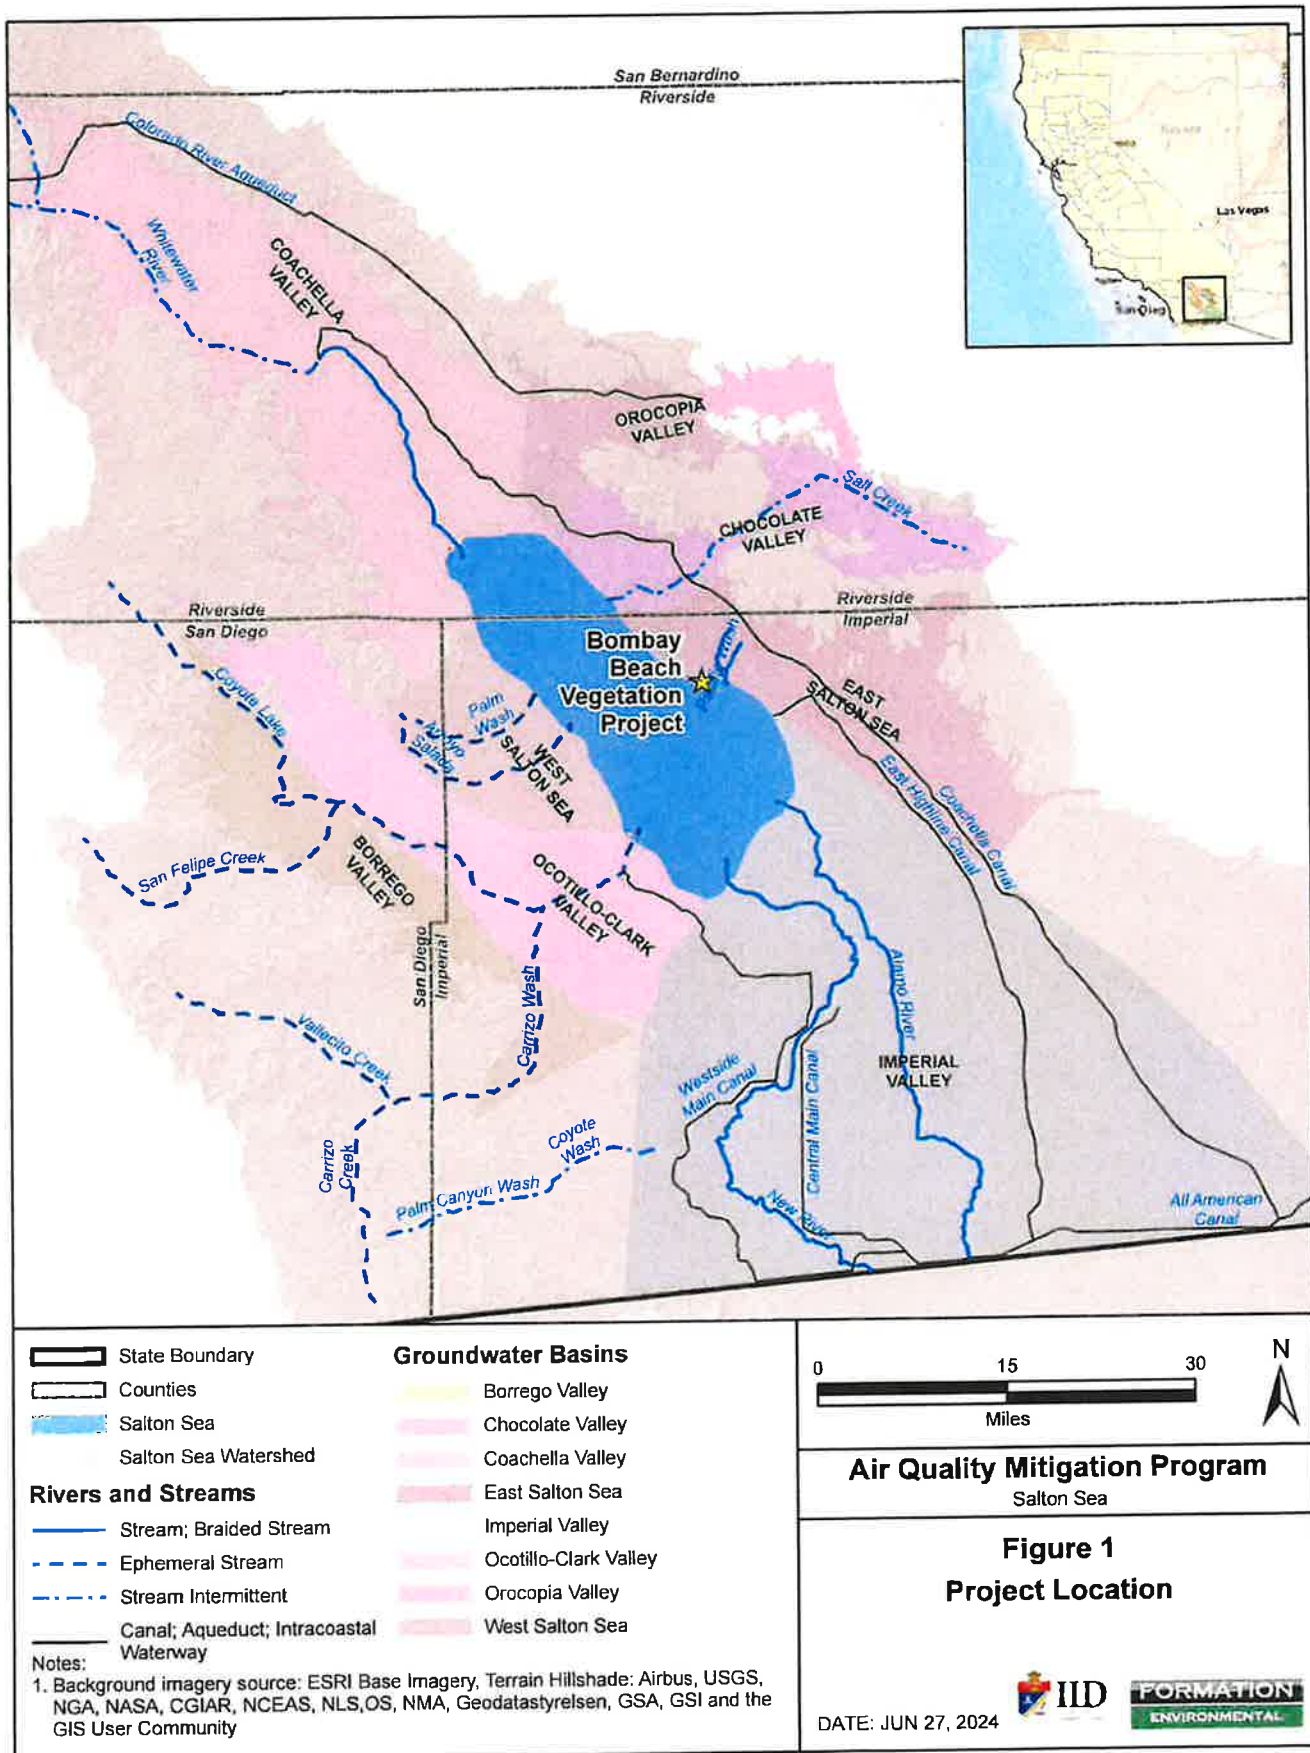 San Bernardino
Riverside
Colorado River Aqueduct
Whitewater
River
COACHELLA
VALLEY
Las Vegas
San Diego
OROCOPIA
VALLEY
Salt Creek
CHOCOLATE
VALLEY
Riverside
San Diego
Riverside
Imperial
Bombay
Beach
Vegetation
Project
Wash
EAST
SALTON SEA
Coyote Lake
Palm
Wash
Arroyo
Salada
WEST
SALTON SEA
East Highline Canal
Coachella Canal
San Felipe Creek
BORREGO
VALLEY
OCOTILLO-CLARK
VALLEY
San Diego
Imperial
Carrizo Wash
Alamo River
Vallecito Creek
Westside
Main Canal
Central Main Canal
IMPERIAL
VALLEY
Carrizo
Creek
Coyote
Wash
Palm Canyon Wash
New River
All American
Canal
State Boundary
Counties
Salton Sea
Salton Sea Watershed
Rivers and Streams
Stream; Braided Stream
Ephemeral Stream
Stream Intermittent
Canal; Aqueduct; Intracoastal
Waterway
Groundwater Basins
Borrego Valley
Chocolate Valley
Coachella Valley
East Salton Sea
Imperial Valley
Ocotillo-Clark Valley
Orocopia Valley
West Salton Sea
Notes:
1. Background imagery source: ESRI Base Imagery, Terrain Hillshade: Airbus, USGS,
NGA, NASA, CGIAR, NCEAS, NLS,OS, NMA, Geodatastyrelsen, GSA, GSI and the
GIS User Community
0 15 30
Miles
N
Air Quality Mitigation Program
Salton Sea
Figure 1
Project Location
DATE: JUN 27, 2024
IID
FORMATION
ENVIRONMENTAL